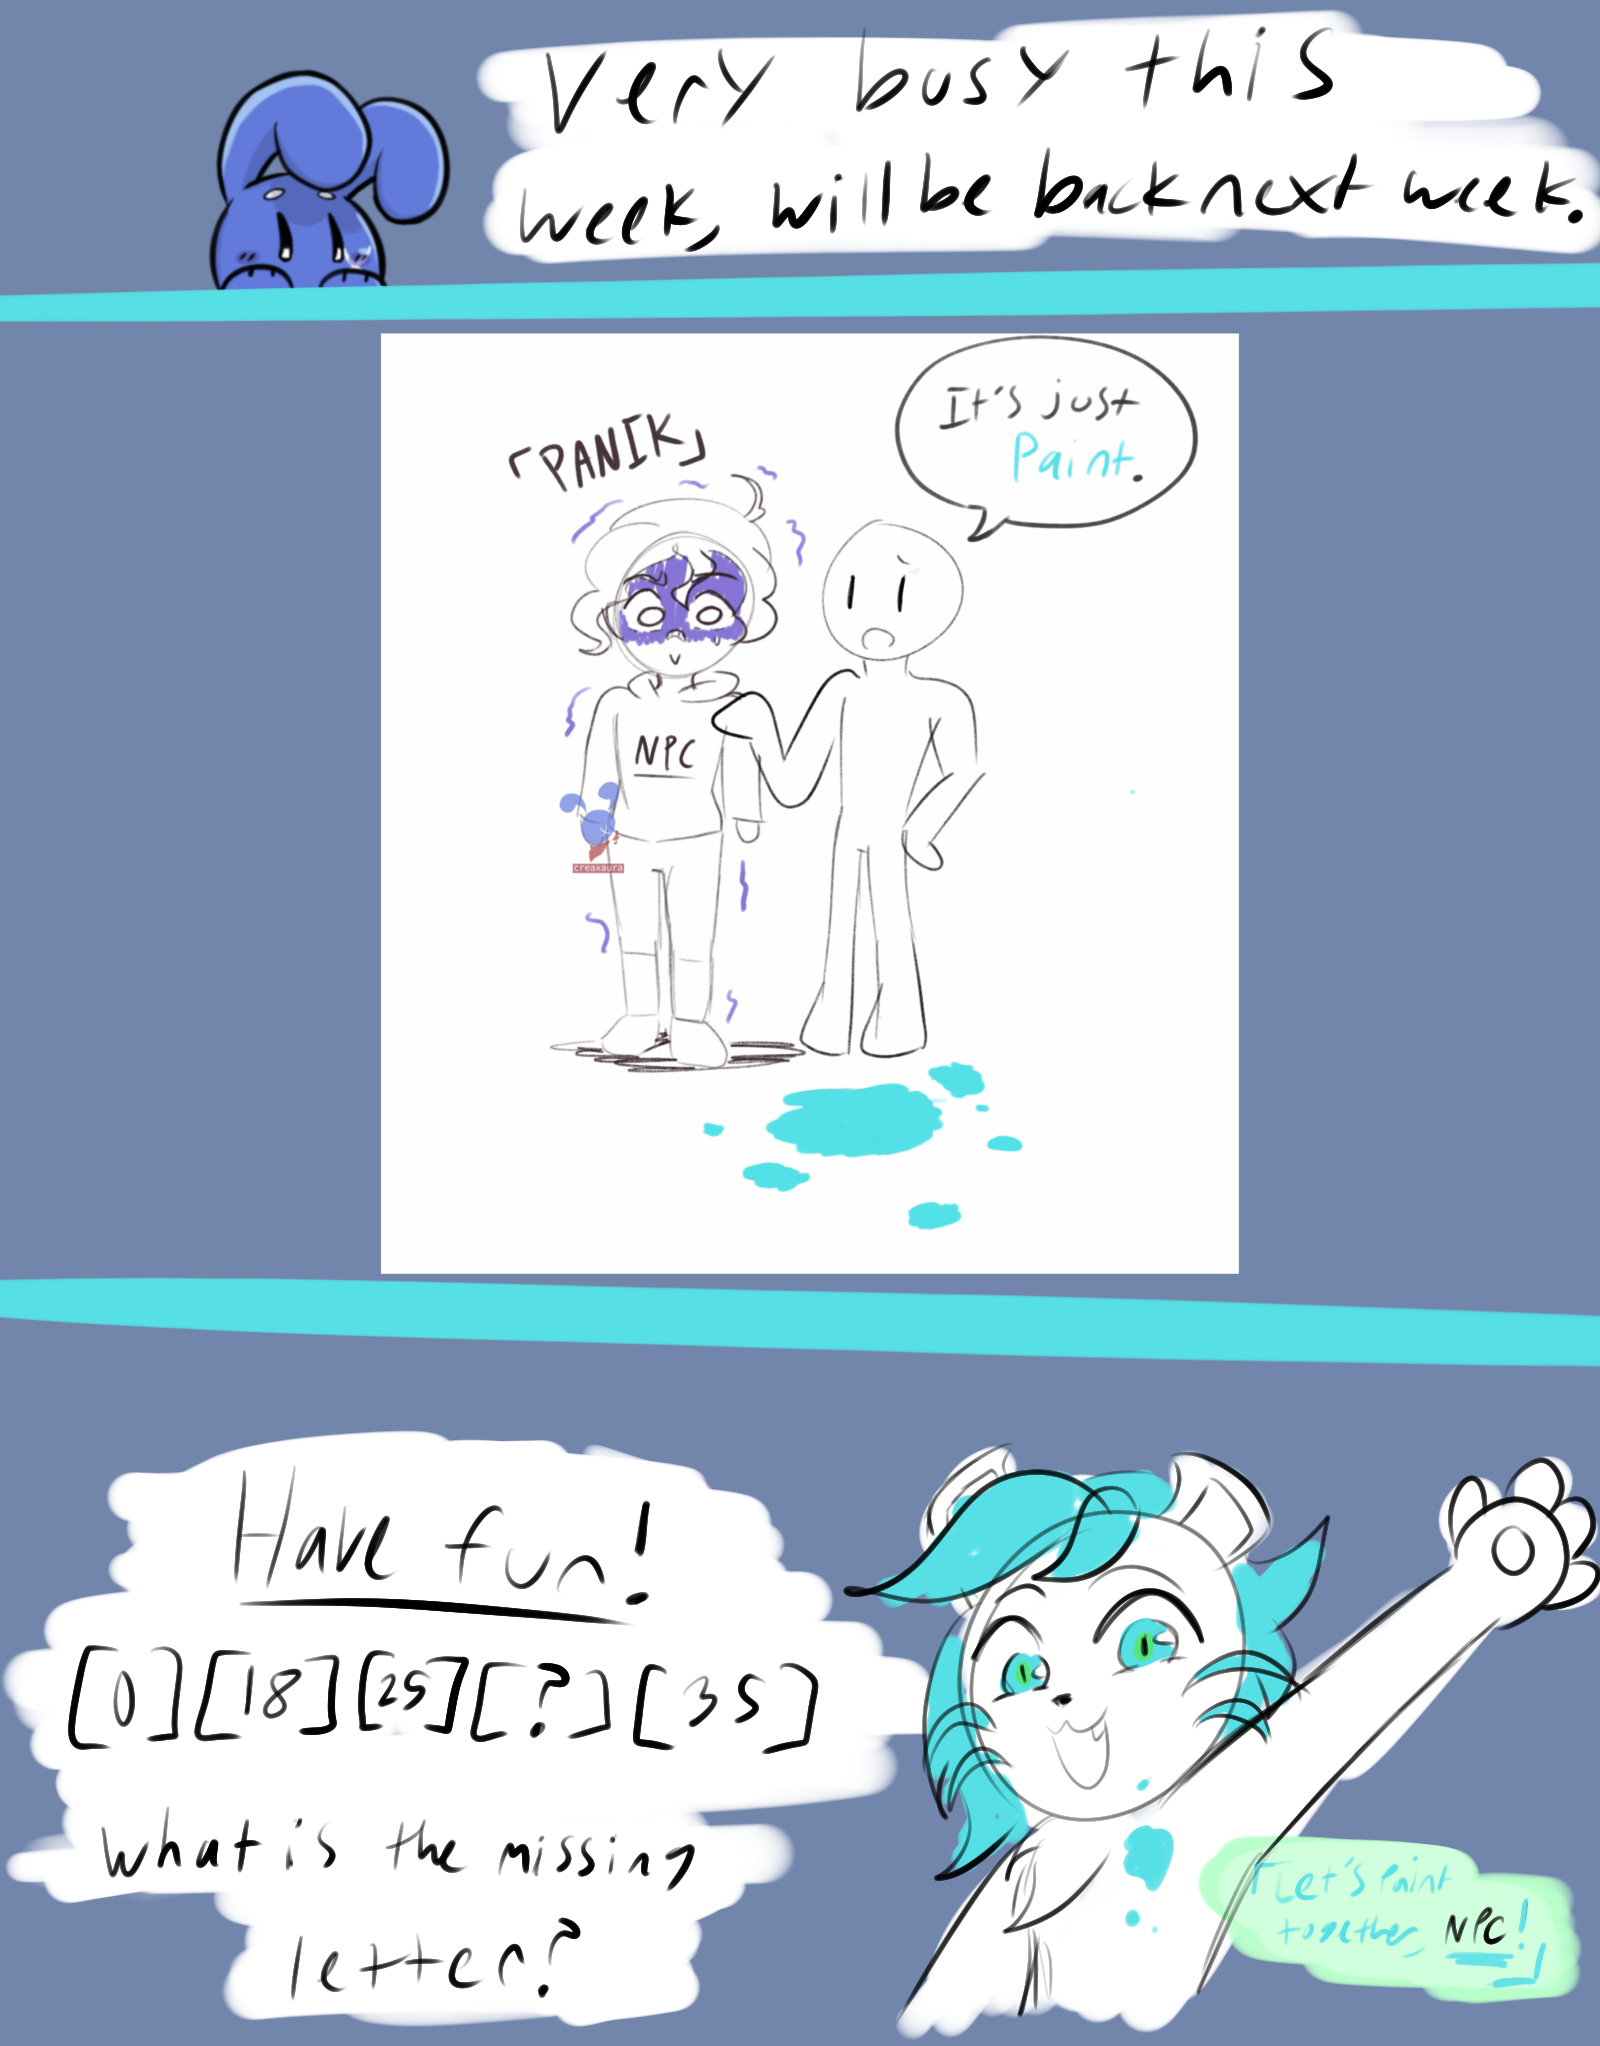 Very busy this
week, will be back next week.
「PANIK」
It's just
Paint.
NPC
creaxaura
Have fun!
[0] [18] [25] [?] [35]
what is the missing
letter?
「Let's paint
together, NPC!」